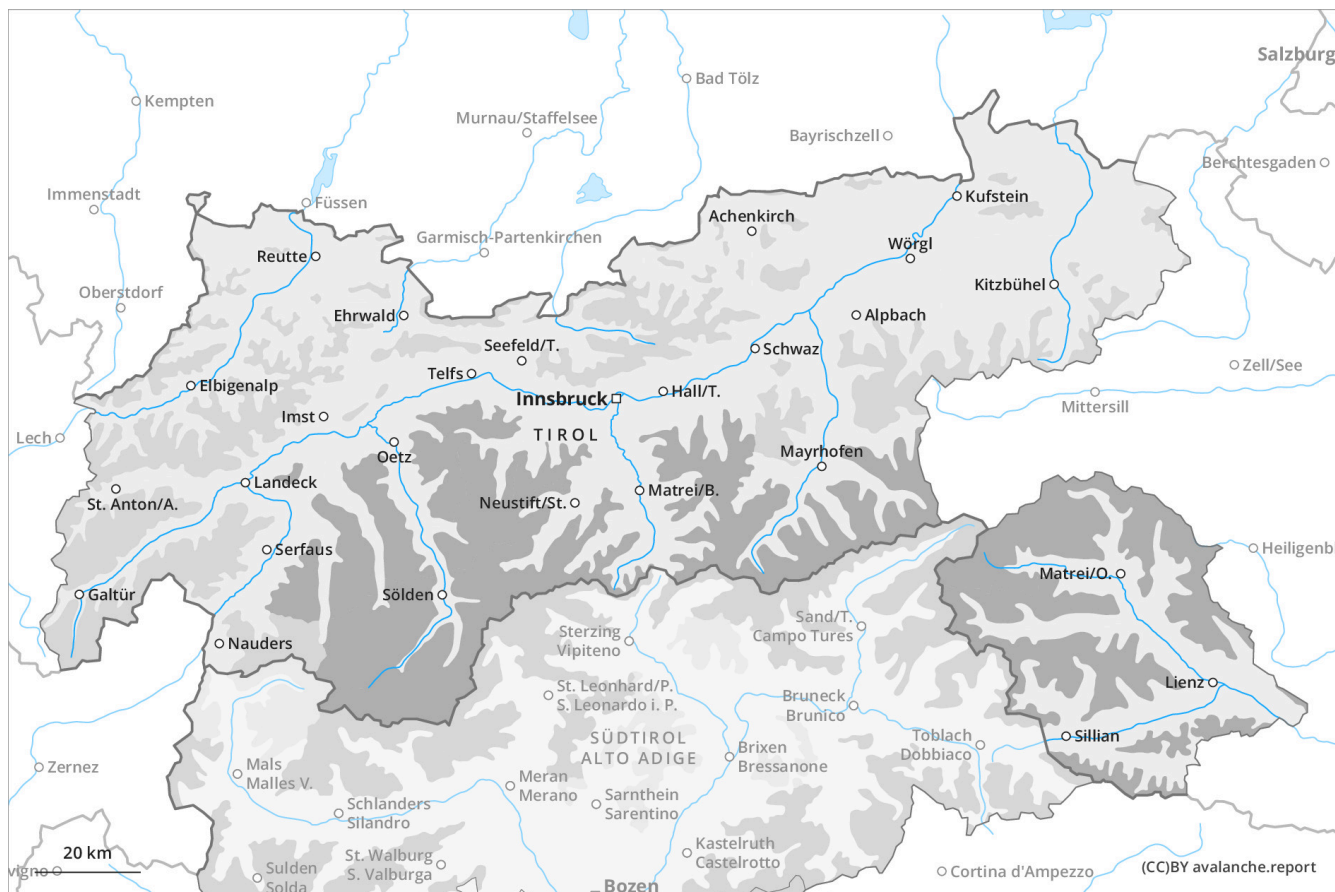 Salzburg
Bad Tölz
Kempten
Murnau/Staffelsee
Bayrischzell
Berchtesgaden
Immenstadt
Kufstein
Füssen
Achenkirch
Garmisch-Partenkirchen
Wörgl
Reutte
Kitzbühel
Oberstdorf
Ehrwald
Alpbach
Seefeld/T.
Schwaz
Zell/See
Telfs
Elbigenalp
Hall/T.
Innsbruck
Mittersill
Imst
Lech
TIROL
Oetz
Mayrhofen
Landeck
St. Anton/A.
Neustift/St.
Matrei/B.
Serfaus
Heiligenb
Matrei/O.
Galtür
Sölden
Sand/T.
Campo Tures
Sterzing
Vipiteno
Nauders
Lienz
St. Leonhard/P.
S. Leonardo i. P.
Bruneck
Brunico
SÜDTIROL
ALTO ADIGE
Toblach
Dobbiaco
Sillian
Brixen
Bressanone
Zernez
Mals
Malles V.
Meran
Merano
Sarnthein
Sarentino
Schlanders
Silandro
Kastelruth
Castelrotto
20 km
St. Walburg
S. Valburga
vigno
Sulden
Solda
Cortina d'Ampezzo
(CC)BY avalanche.report
Bozen